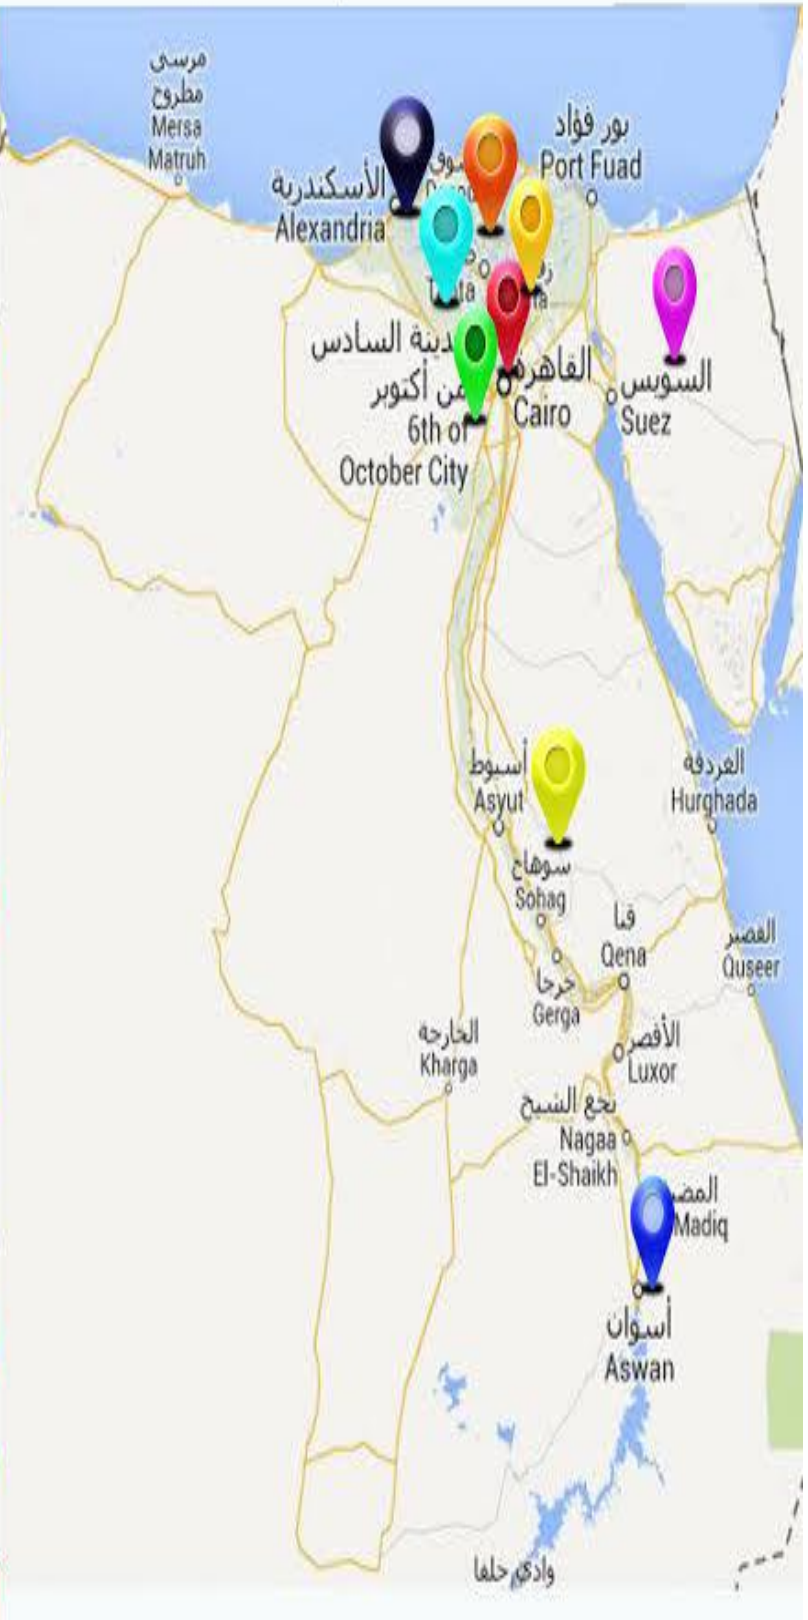 مرسى
مطروح
Mersa
Matruh
بور فؤاد
Port Fuad
الأسكندرية
Alexandria
السادس
من أكتوبر
6th of
October City
القاهرة
Cairo
السويس
Suez
أسيوط
Asyut
الغردقة
Hurghada
سوهاج
Sohag
قنا
Qena
القصير
Quseer
جرجا
Gerga
الخارجة
Kharga
الأقصر
Luxor
نجع الشيخ
Nagaa
El-Shaikh
Madiq
أسوان
Aswan
وادي حلفا